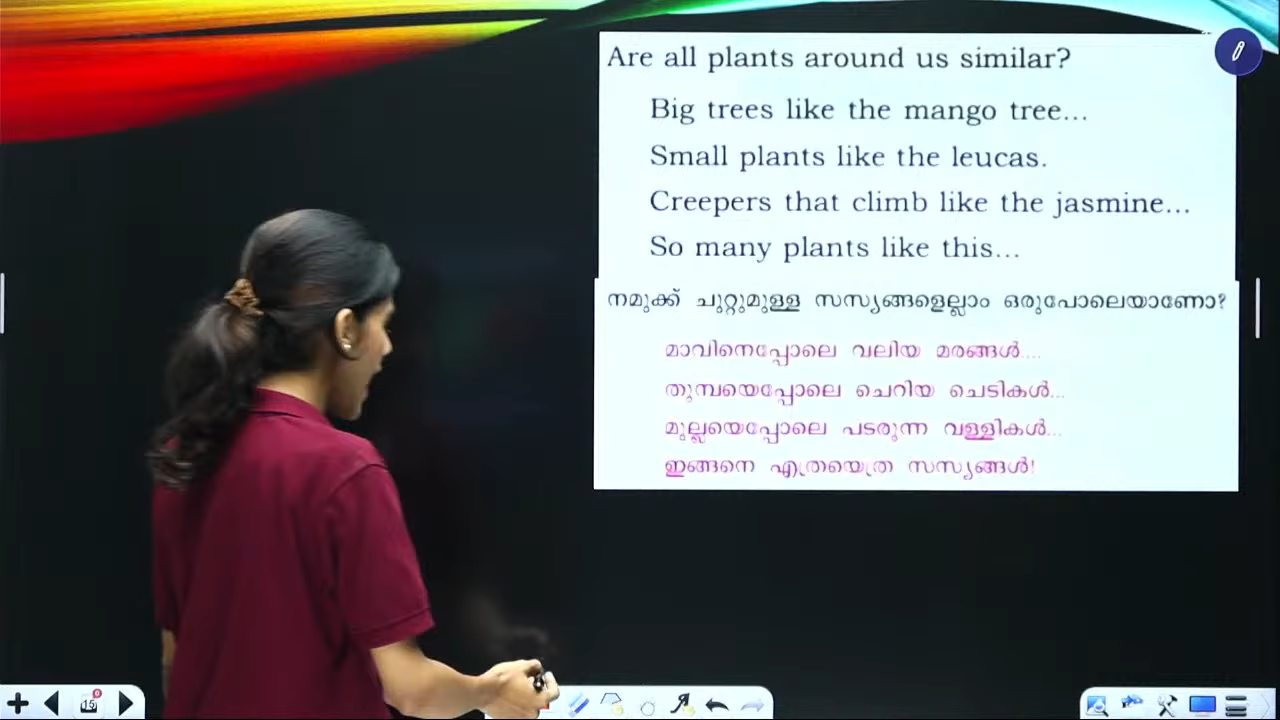 Are all plants around us similar?
Big trees like the mango tree...
Small plants like the leucas.
Creepers that climb like the jasmine...
So many plants like this...
നമുക്ക് ചുറ്റുമുള്ള സസ്യങ്ങളെല്ലാം ഒരുപോലെയാണോ?
മാവിനെപ്പോലെ വലിയ മരങ്ങൾ....
തുമ്പയെപ്പോലെ ചെറിയ ചെടികൾ...
മുല്ലയെപ്പോലെ പടരുന്ന വള്ളികൾ...
ഇങ്ങനെ എത്രയെത്ര സസ്യങ്ങൾ!
15